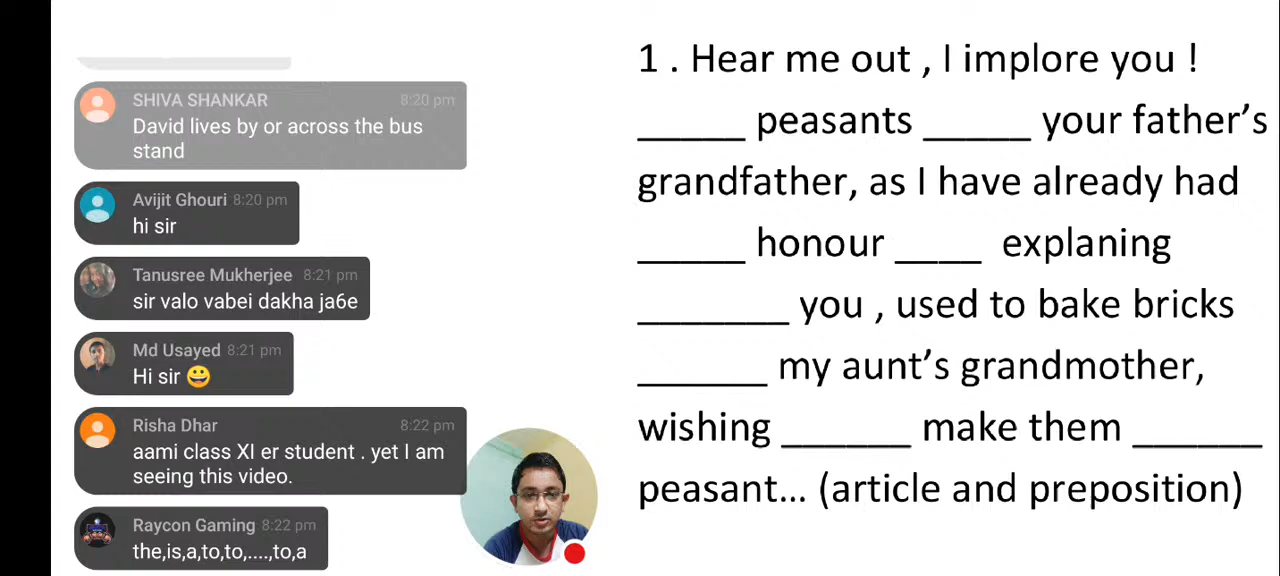 SHIVA SHANKAR 8:20 pm
David lives by or across the bus
stand
Avijit Ghouri 8:20 pm
hi sir
Tanusree Mukherjee 8:21 pm
sir valo vabei dakha ja6e
Md Usayed 8:21 pm
Hi sir 😀
Risha Dhar 8:22 pm
aami class XI er student . yet I am
seeing this video.
Raycon Gaming 8:22 pm
the,is,a,to,to,....,to,a
1 . Hear me out , I implore you !
_____ peasants _____ your father’s
grandfather, as I have already had
_____ honour ____ explaning
_______ you , used to bake bricks
______ my aunt’s grandmother,
wishing ______ make them ______
peasant... (article and preposition)